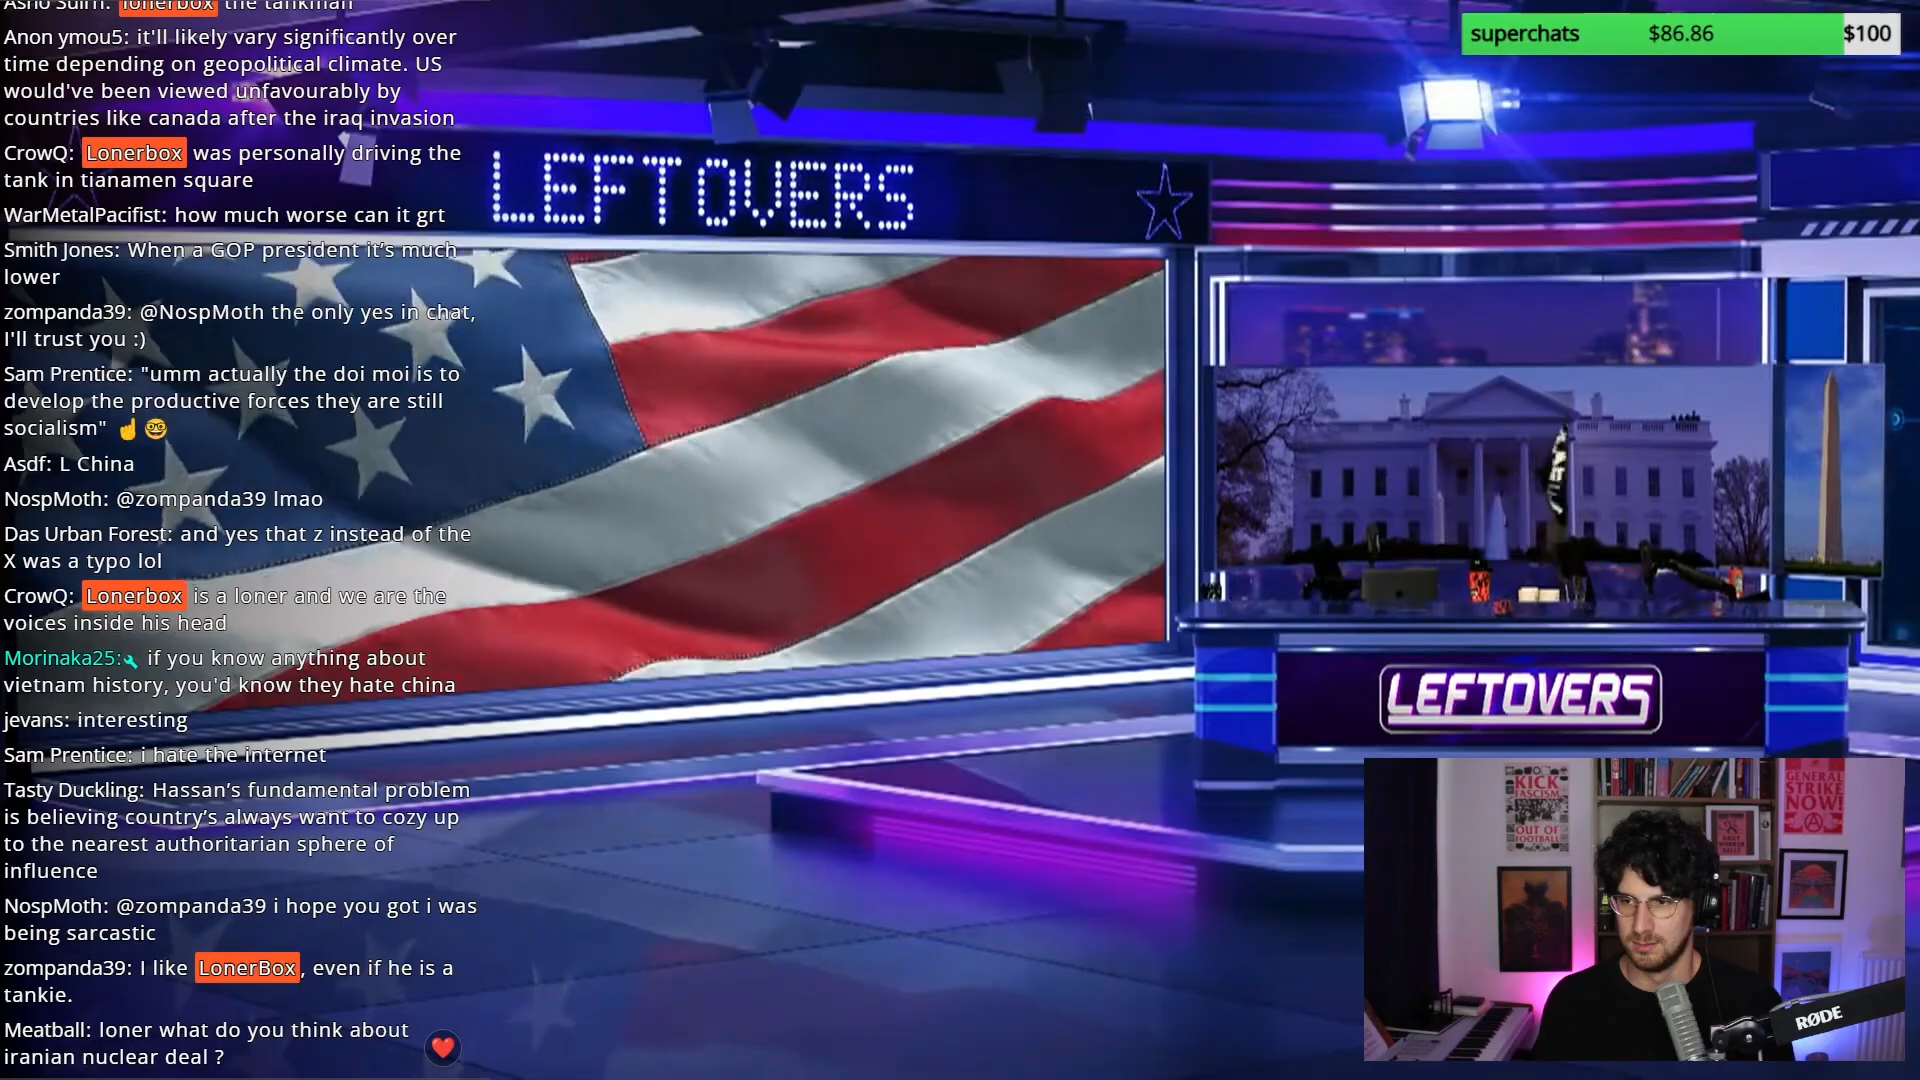 Asho Suirn: lonerbox the tankman
Anon ymou5: it'll likely vary significantly over
time depending on geopolitical climate. US
would've been viewed unfavourably by
countries like canada after the iraq invasion
CrowQ: Lonerbox was personally driving the
tank in tianamen square
WarMetalPacifist: how much worse can it grt
Smith Jones: When a GOP president it's much
lower
zompanda39: @NospMoth the only yes in chat,
I'll trust you :)
Sam Prentice: "umm actually the doi moi is to
develop the productive forces they are still
socialism" ☝️🤓
Asdf: L China
NospMoth: @zompanda39 lmao
Das Urban Forest: and yes that z instead of the
X was a typo lol
CrowQ: Lonerbox is a loner and we are the
voices inside his head
Morinaka25: if you know anything about
vietnam history, you'd know they hate china
jevans: interesting
Sam Prentice: i hate the internet
Tasty Duckling: Hassan’s fundamental problem
is believing country’s always want to cozy up
to the nearest authoritarian sphere of
influence
NospMoth: @zompanda39 i hope you got i was
being sarcastic
zompanda39: I like LonerBox, even if he is a
tankie.
Meatball: loner what do you think about
iranian nuclear deal ?
superchats $86.86 $100
LEFTOVERS
LEFTOVERS
KICK
FASCISM
OUT OF
FOOTBALL
GENERAL
STRIKE
NOW!
RØDE